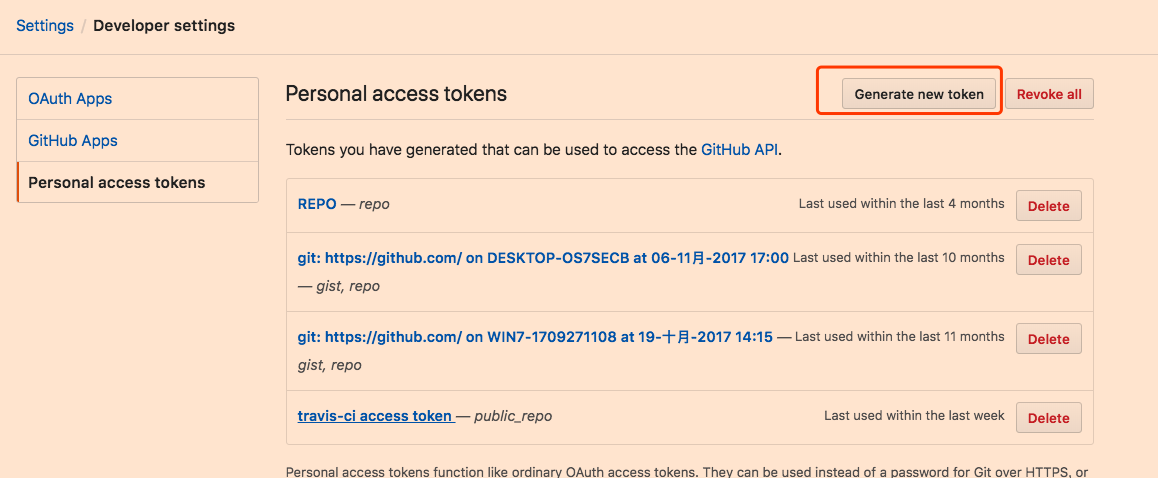 Settings / Developer settings
OAuth Apps
GitHub Apps
Personal access tokens
Personal access tokens
Generate new token
Revoke all
Tokens you have generated that can be used to access the GitHub API.
REPO — repo
Last used within the last 4 months
Delete
git: https://github.com/ on DESKTOP-OS7SECB at 06-11月-2017 17:00
Last used within the last 10 months
Delete
— gist, repo
git: https://github.com/ on WIN7-1709271108 at 19-十月-2017 14:15 —
Last used within the last 11 months
Delete
gist, repo
travis-ci access token — public_repo
Last used within the last week
Delete
Personal access tokens function like ordinary OAuth access tokens. They can be used instead of a password for Git over HTTPS, or